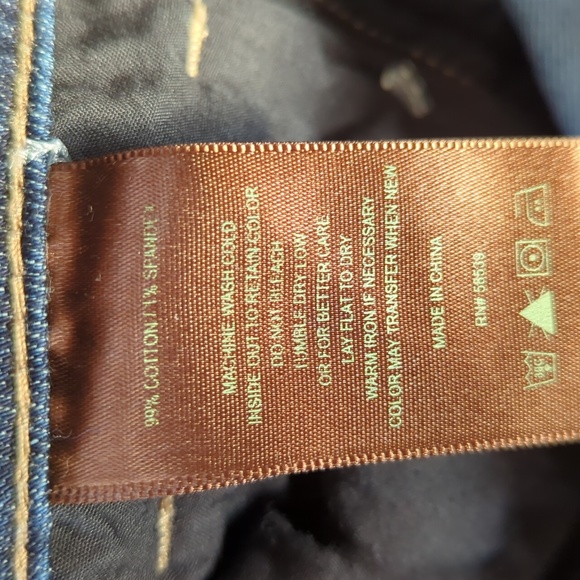 99% COTTON / 1% SPANDEX
MACHINE WASH COLD
INSIDE OUT TO RETAIN COLOR
DO NOT BLEACH
TUMBLE DRY LOW
OR FOR BETTER CARE
LAY FLAT TO DRY
WARM IRON IF NECESSARY
COLOR MAY TRANSFER WHEN NEW
MADE IN CHINA
RN#